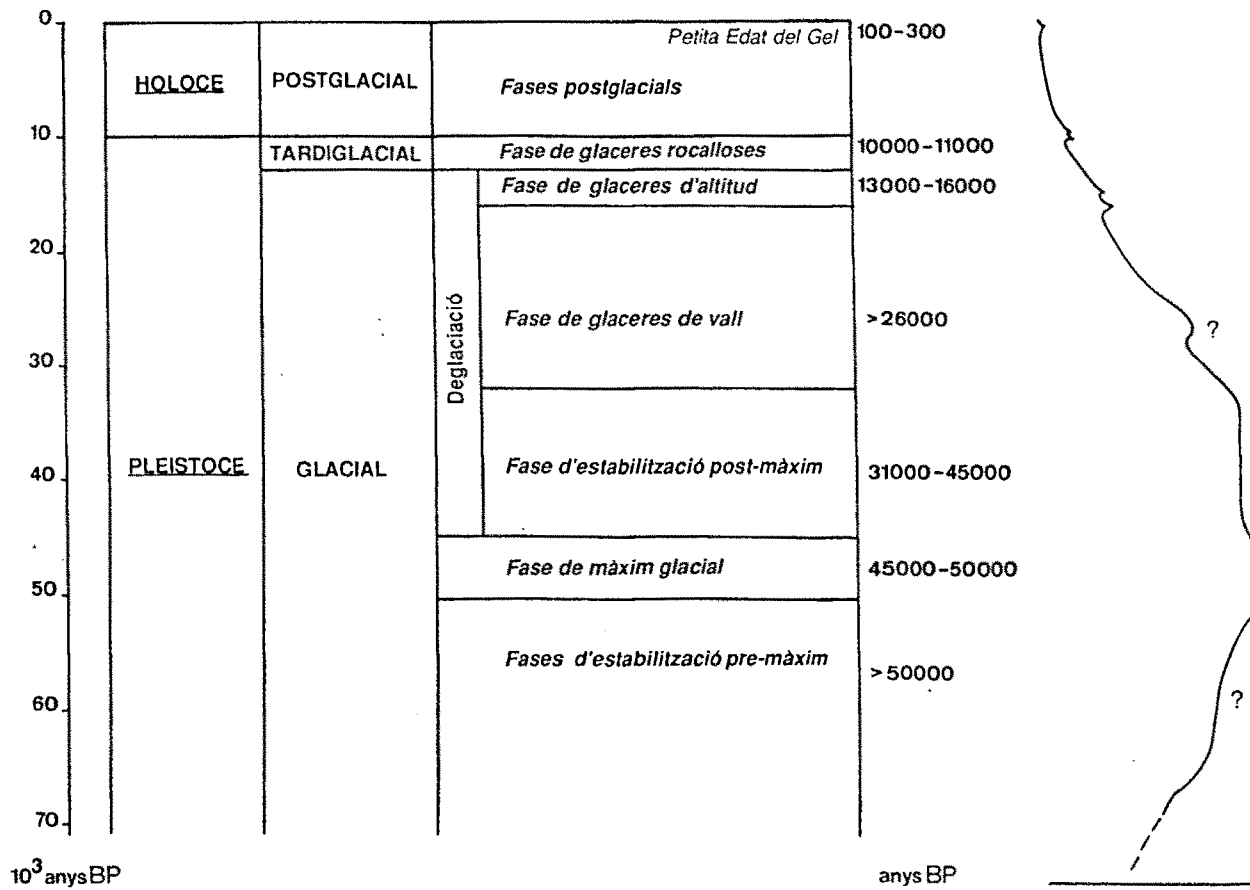 0
Petita Edat del Gel
100-300
HOLOCE
POSTGLACIAL
Fases postglacials
10
TARDIGLACIAL
Fase de glaceres rocalloses
10000-11000
Fase de glaceres d'altitud
13000-16000
20
Deglaciació
Fase de glaceres de vall
>26000
?
30
PLEISTOCE
GLACIAL
Fase d'estabilització post-màxim
31000-45000
40
Fase de màxim glacial
45000-50000
50
Fases d'estabilització pre-màxim
>50000
?
60
70
10³ anys BP
anys BP